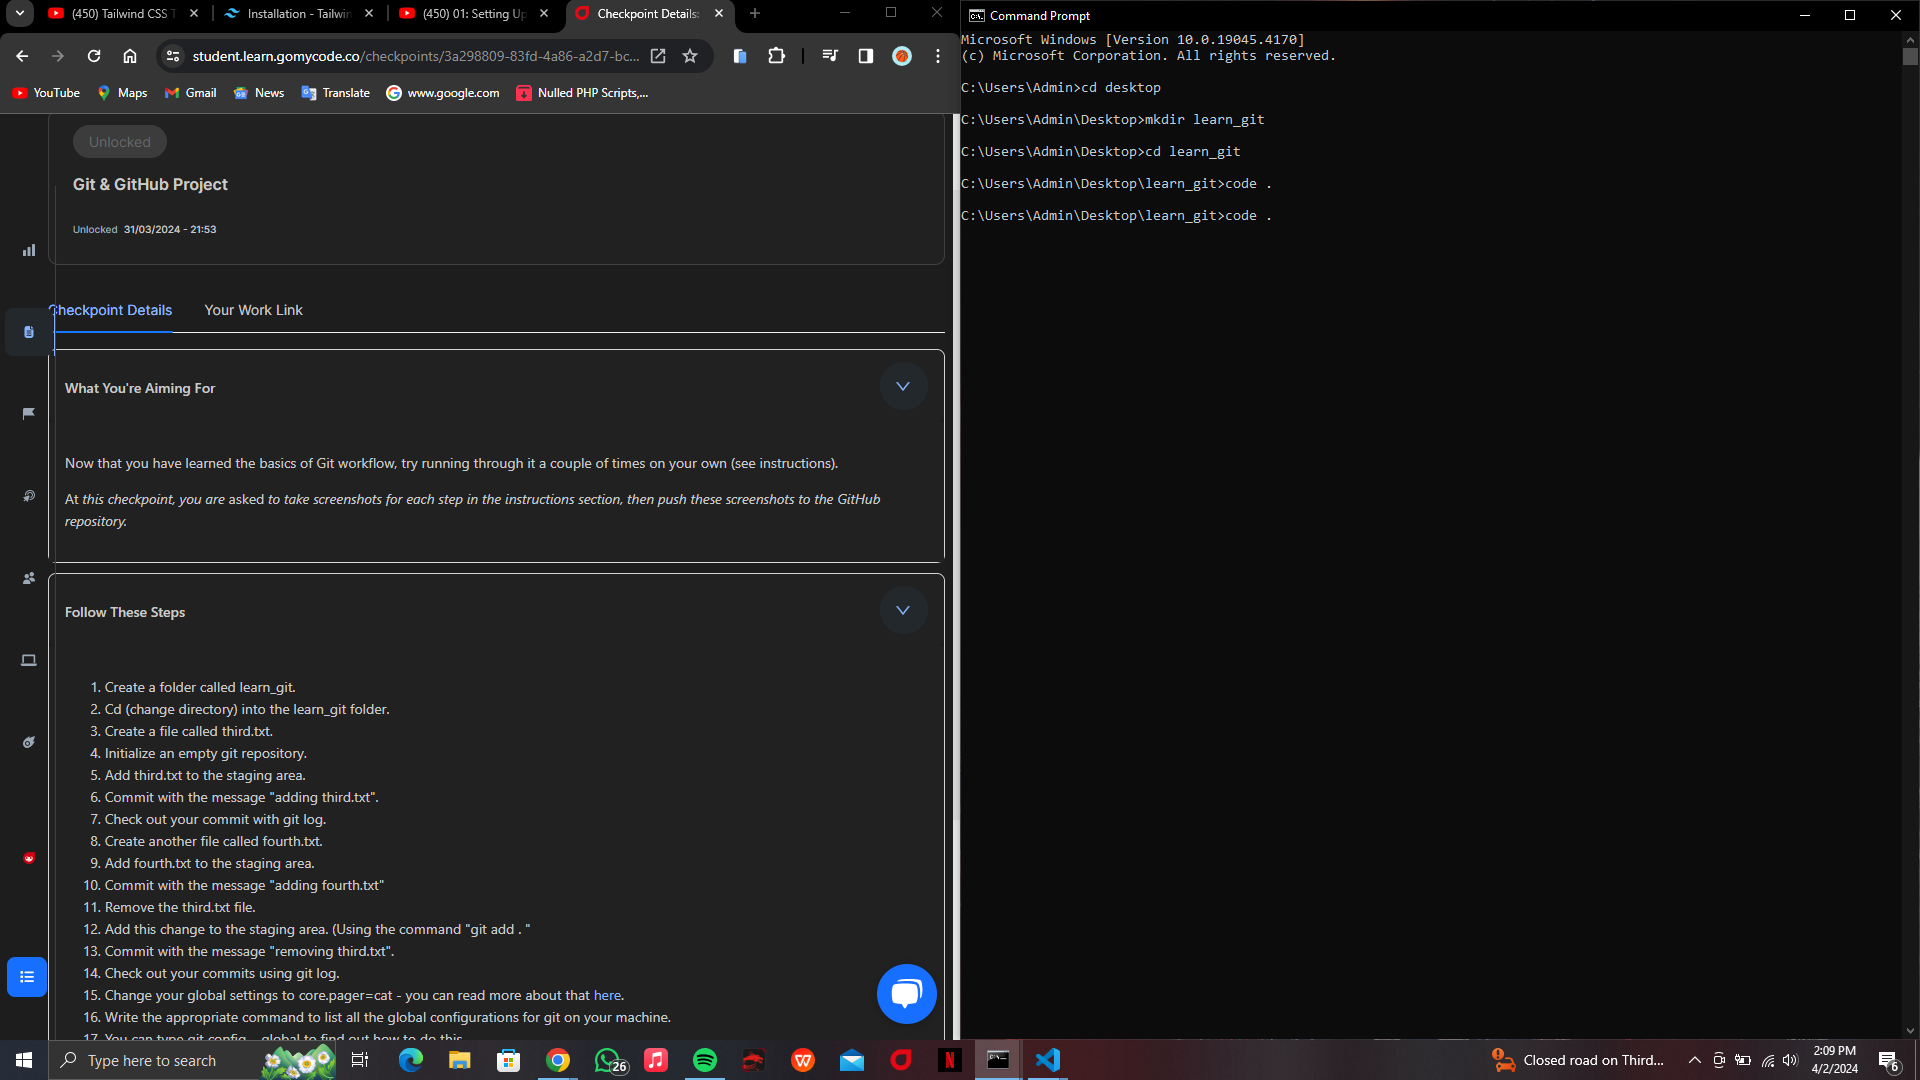 (450) Tailwind CSS T
Installation - Tailwin
(450) 01: Setting Up
Checkpoint Details:
student.learn.gomycode.co/checkpoints/3a298809-83fd-4a86-a2d7-bc...
YouTube
Maps
Gmail
News
Translate
www.google.com
Nulled PHP Scripts,...
Unlocked
Git & GitHub Project
Unlocked 31/03/2024 - 21:53
Checkpoint Details
Your Work Link
What You're Aiming For
Now that you have learned the basics of Git workflow, try running through it a couple of times on your own (see instructions).
At this checkpoint, you are asked to take screenshots for each step in the instructions section, then push these screenshots to the GitHub
repository.
Follow These Steps
1. Create a folder called learn_git.
2. Cd (change directory) into the learn_git folder.
3. Create a file called third.txt.
4. Initialize an empty git repository.
5. Add third.txt to the staging area.
6. Commit with the message "adding third.txt".
7. Check out your commit with git log.
8. Create another file called fourth.txt.
9. Add fourth.txt to the staging area.
10. Commit with the message "adding fourth.txt"
11. Remove the third.txt file.
12. Add this change to the staging area. (Using the command "git add . "
13. Commit with the message "removing third.txt".
14. Check out your commits using git log.
15. Change your global settings to core.pager=cat - you can read more about that here.
16. Write the appropriate command to list all the global configurations for git on your machine.
17. You can type git config --global to find out how to do this.
Command Prompt
Microsoft Windows [Version 10.0.19045.4170]
(c) Microsoft Corporation. All rights reserved.
C:\Users\Admin>cd desktop
C:\Users\Admin\Desktop>mkdir learn_git
C:\Users\Admin\Desktop>cd learn_git
C:\Users\Admin\Desktop\learn_git>code .
C:\Users\Admin\Desktop\learn_git>code .
Type here to search
26
Closed road on Third...
2:09 PM
4/2/2024
6